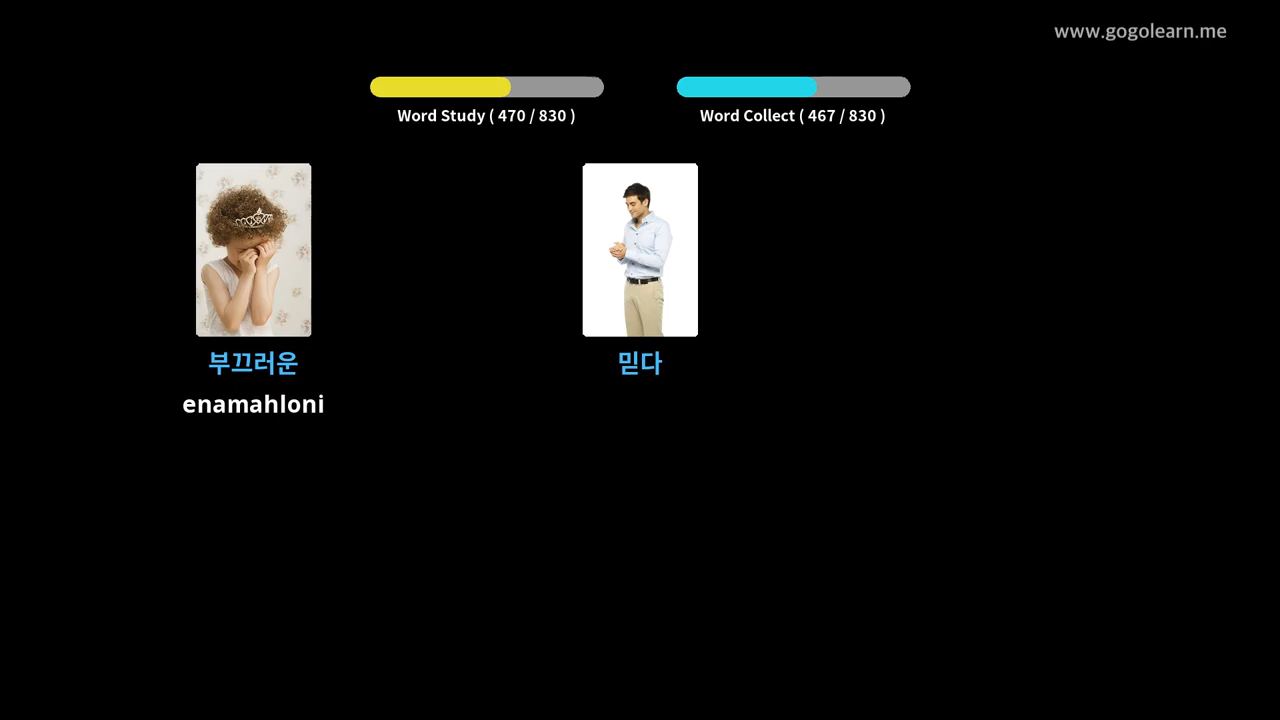 www.gogolearn.me
Word Study ( 470 / 830 )
Word Collect ( 467 / 830 )
부끄러운
믿다
enamahloni